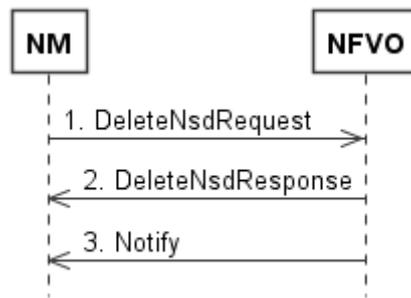 NM
NFVO
1. DeleteNsdRequest
2. DeleteNsdResponse
3. Notify